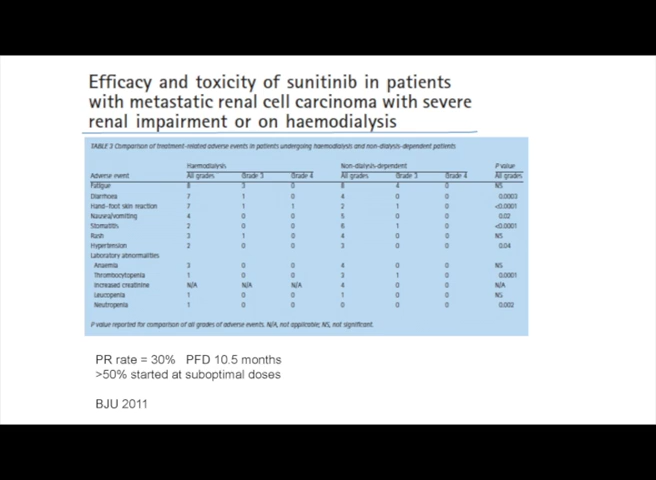 Efficacy and toxicity of sunitinib in patients
with metastatic renal cell carcinoma with severe
renal impairment or on haemodialysis
TABLE 3 Comparison of treatment-related adverse events in patients undergoing haemodialysis and non-dialysis-dependent patients
Haemodialysis Non-dialysis-dependent P value
Adverse event All grades Grade 3 Grade 4 All grades Grade 3 Grade 4 All grades
Fatigue 8 3 0 8 4 0 NS
Diarrhoea 7 1 0 4 0 0 0.0003
Hand-foot skin reaction 7 1 1 2 1 0 <0.0001
Nausea/vomiting 4 0 0 5 0 0 0.02
Stomatitis 2 0 0 6 1 0 <0.0001
Rash 3 1 0 4 0 0 NS
Hypertension 2 0 0 3 0 0 0.04
Laboratory abnormalities
Anaemia 3 0 0 4 0 0 NS
Thrombocytopenia 1 0 0 3 1 0 0.0001
Increased creatinine N/A N/A N/A 4 0 0 N/A
Leucopenia 1 0 0 1 0 0 NS
Neutropenia 1 0 0 0 0 0 0.002
P value reported for comparison of all grades of adverse events. N/A, not applicable; NS, not significant.
PR rate = 30% PFD 10.5 months
>50% started at suboptimal doses
BJU 2011